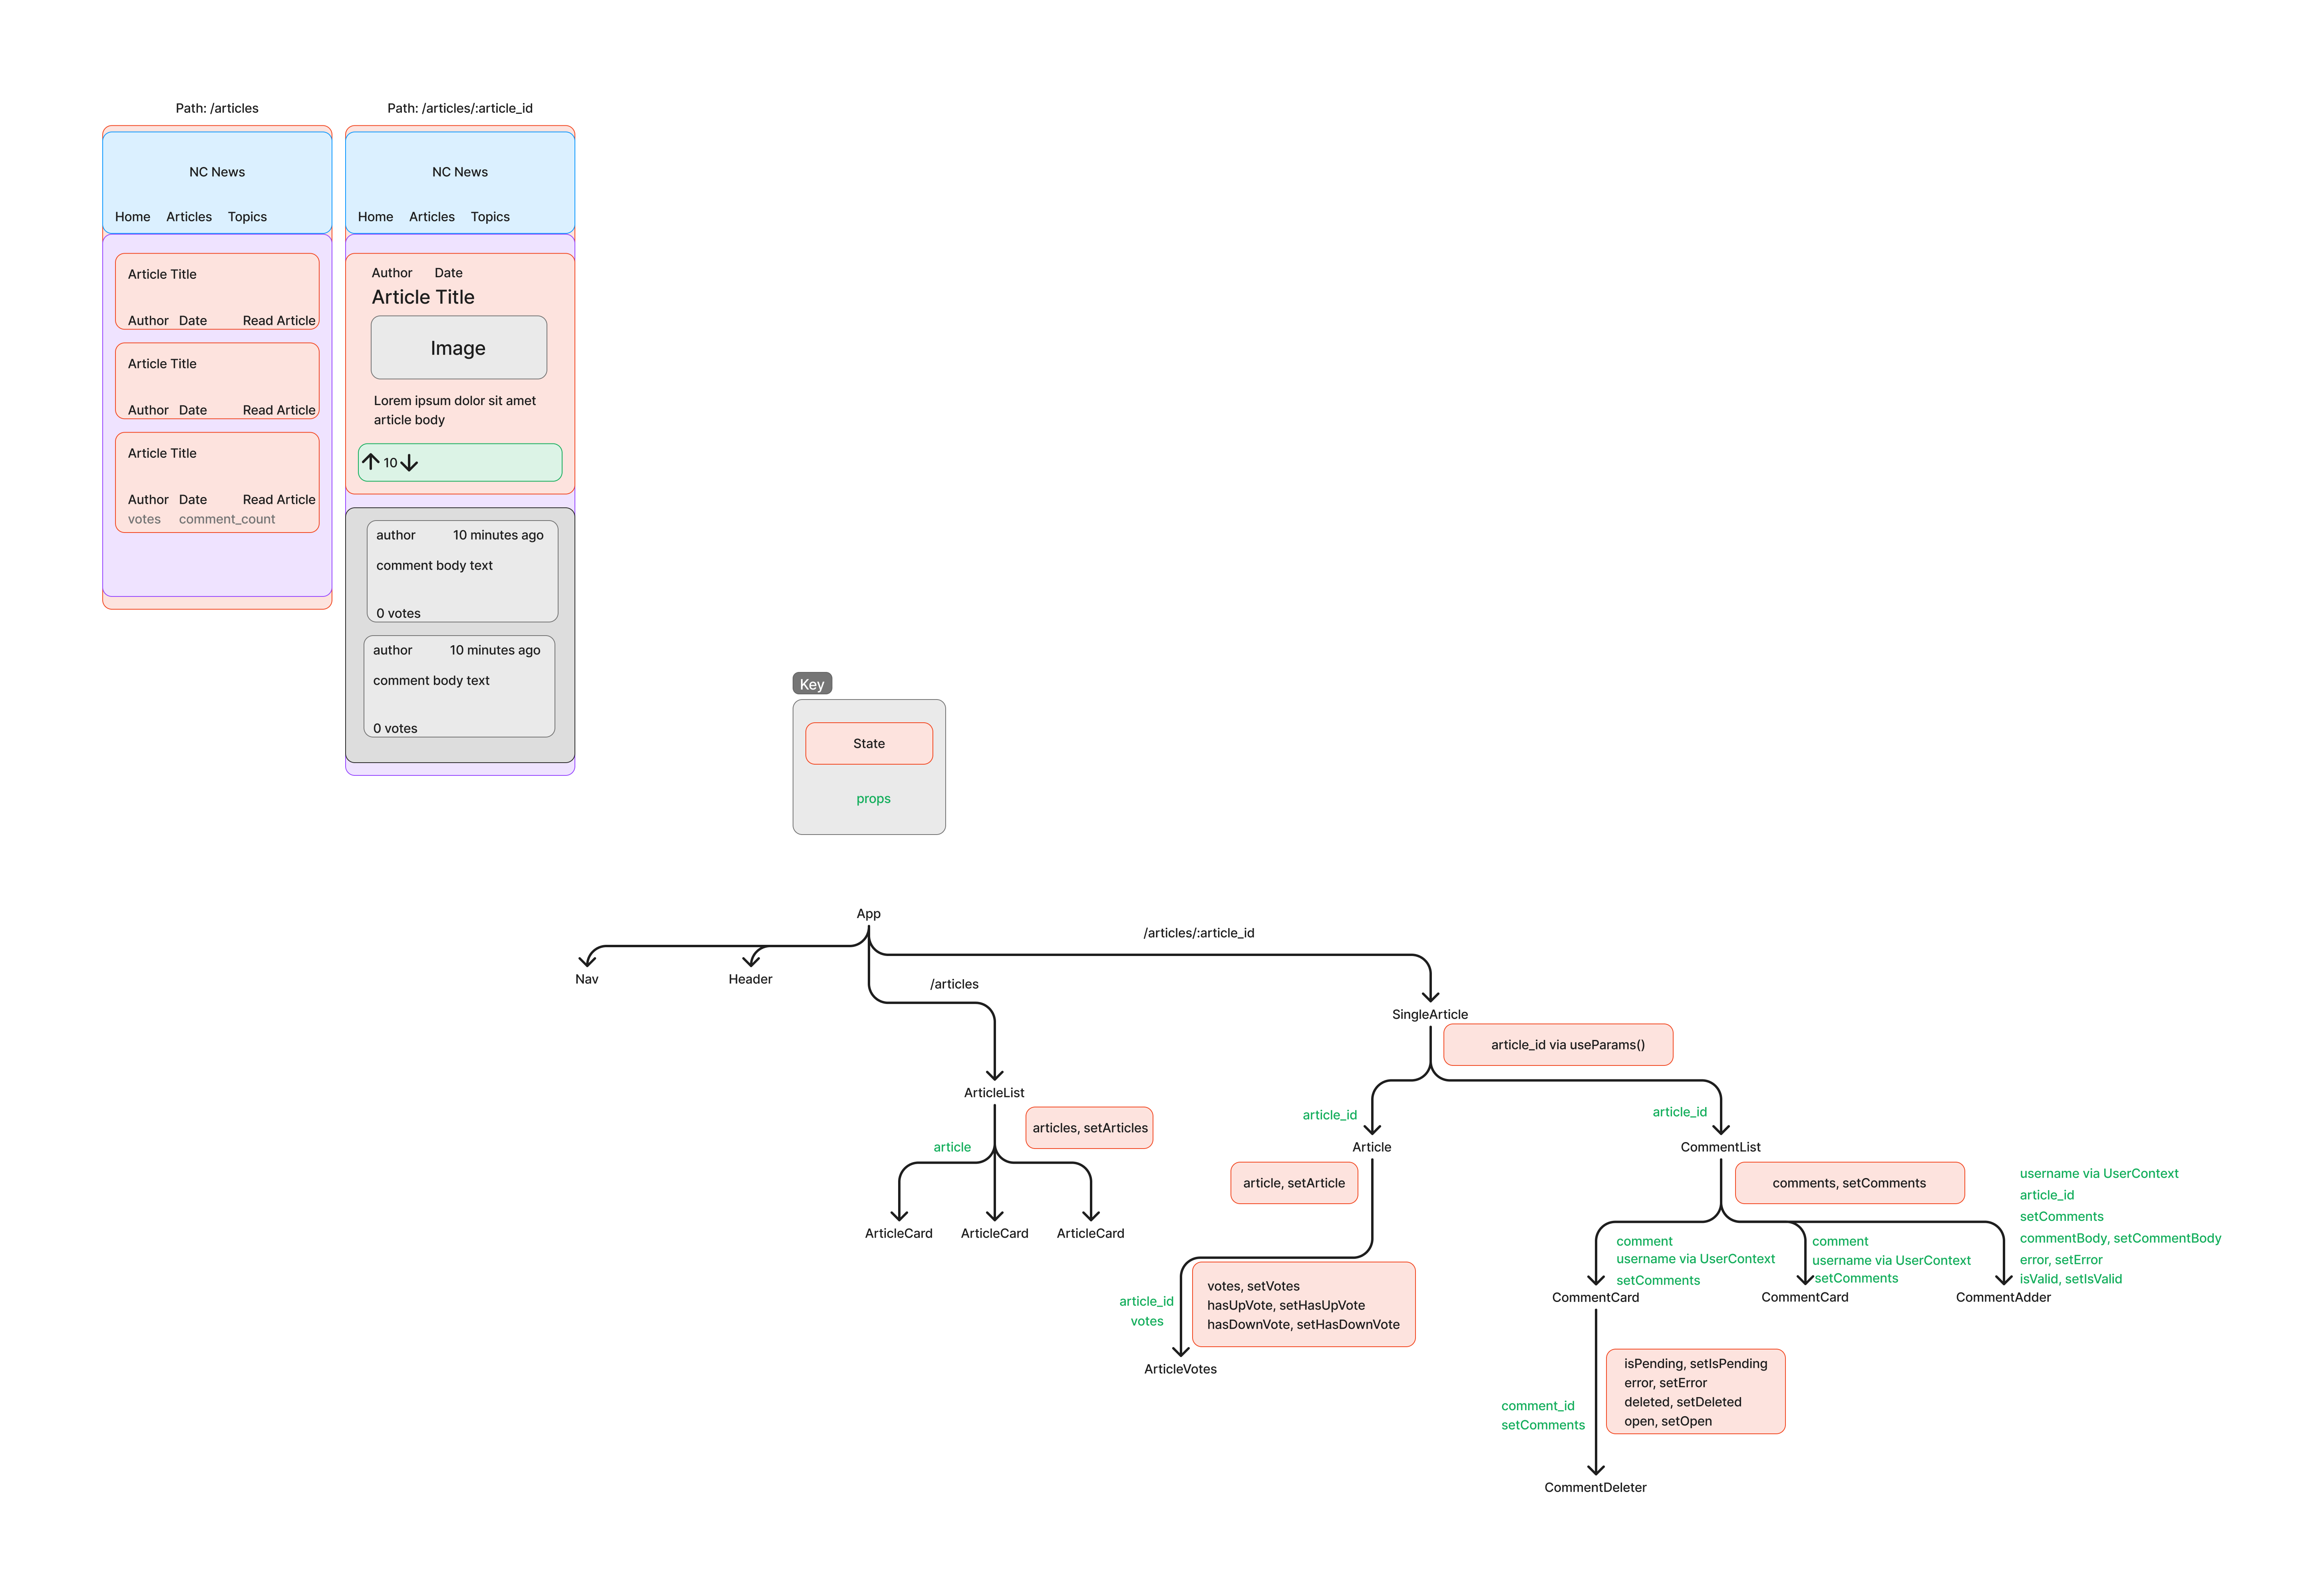 Path: /articles
NC News
Home Articles Topics
Article Title
Author Date Read Article
Article Title
Author Date Read Article
Article Title
Author Date Read Article
votes comment_count
Path: /articles/:article_id
NC News
Home Articles Topics
Author Date
Article Title
Image
Lorem ipsum dolor sit amet
article body
10
author 10 minutes ago
comment body text
0 votes
author 10 minutes ago
comment body text
0 votes
Key
State
props
App
/articles/:article_id
Nav
Header
/articles
SingleArticle
article_id via useParams()
ArticleList
articles, setArticles
article
ArticleCard
ArticleCard
ArticleCard
article_id
Article
article, setArticle
article_id
votes
votes, setVotes
hasUpVote, setHasUpVote
hasDownVote, setHasDownVote
ArticleVotes
article_id
CommentList
comments, setComments
comment
username via UserContext
setComments
CommentCard
comment
username via UserContext
setComments
CommentCard
username via UserContext
article_id
setComments
commentBody, setCommentBody
error, setError
isValid, setIsValid
CommentAdder
isPending, setIsPending
error, setError
deleted, setDeleted
open, setOpen
comment_id
setComments
CommentDeleter